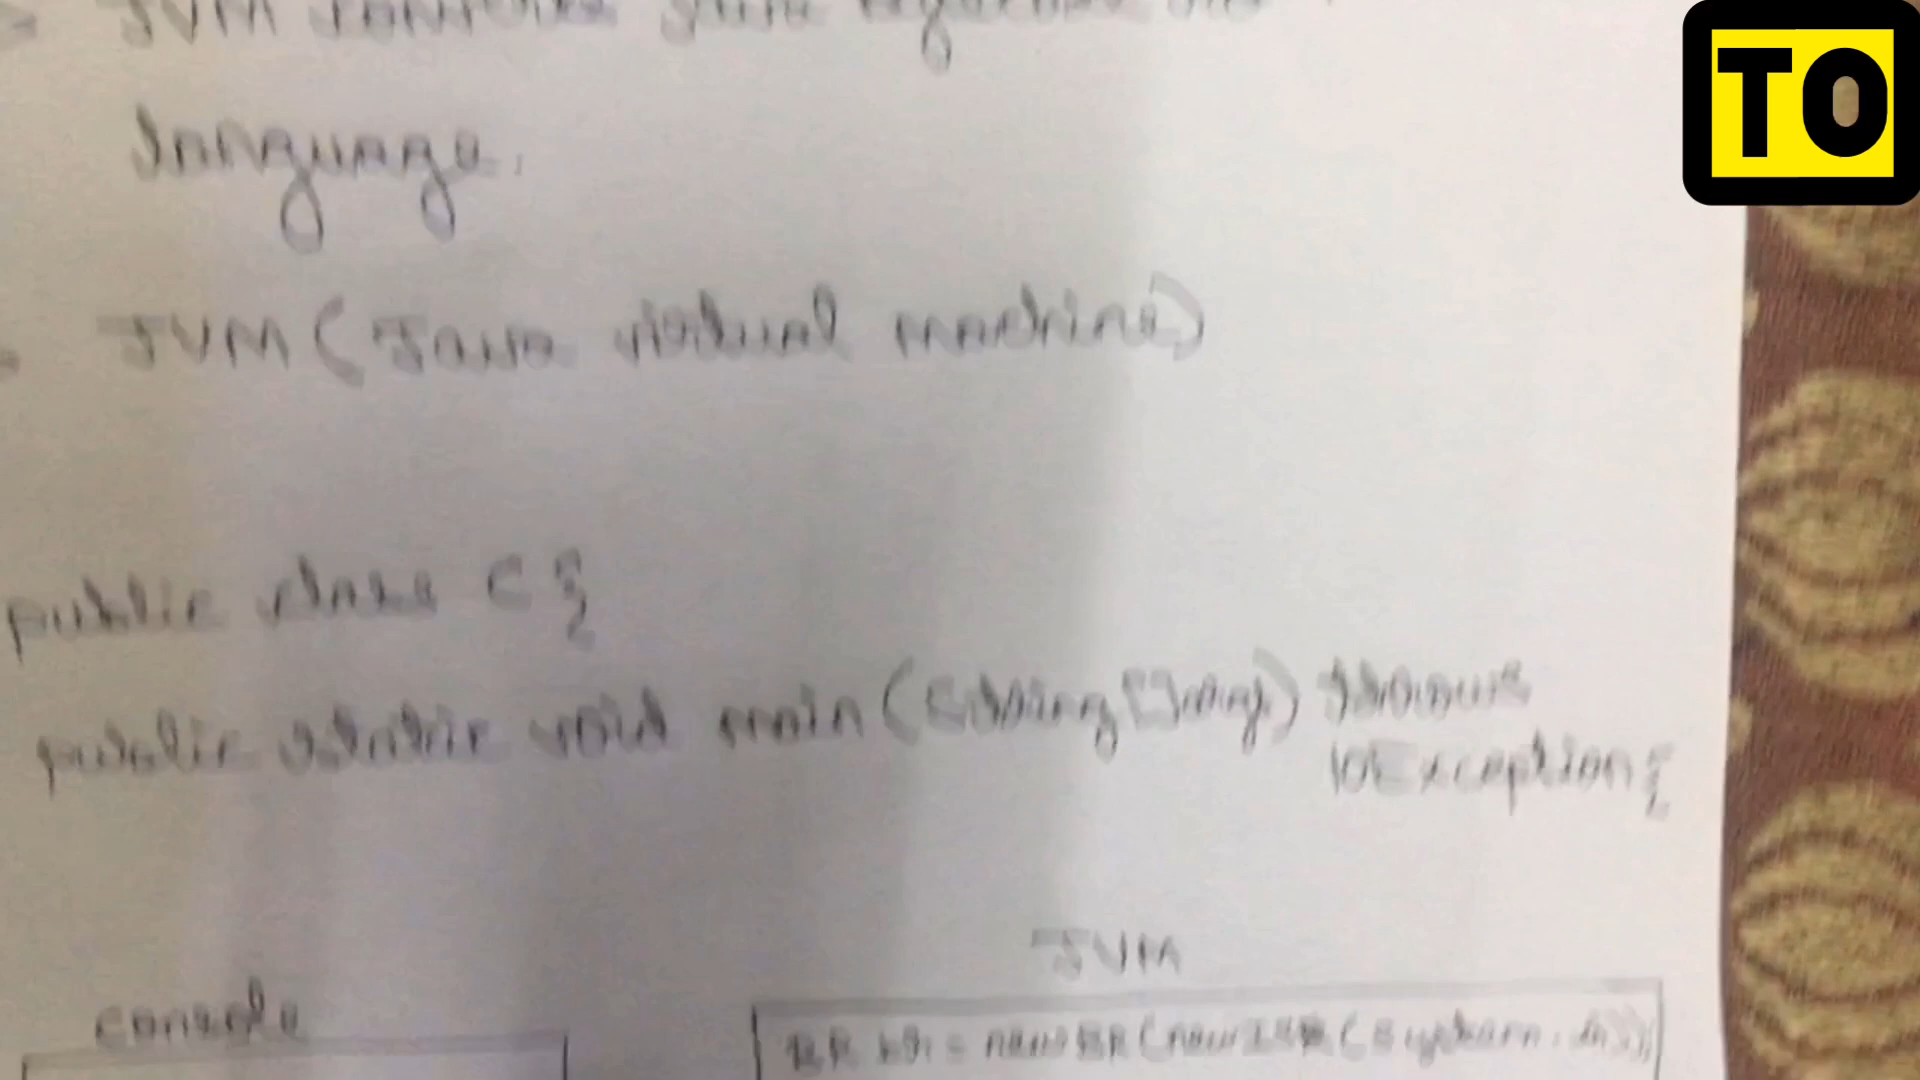 TO
JVM
language.
JVM (Java virtual machine)
public class C {
public static void main (String[] args) throws
IOException {
JVM
console
BR br = new BR (new ISR (System.in));